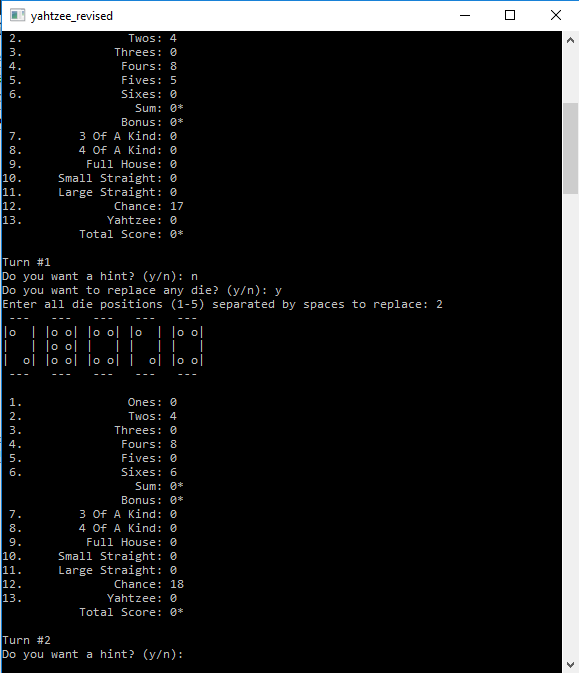 yahtzee_revised
2. Twos: 4
3. Threes: 0
4. Fours: 8
5. Fives: 5
6. Sixes: 0
Sum: 0*
Bonus: 0*
7. 3 Of A Kind: 0
8. 4 Of A Kind: 0
9. Full House: 0
10. Small Straight: 0
11. Large Straight: 0
12. Chance: 17
13. Yahtzee: 0
Total Score: 0*
Turn #1
Do you want a hint? (y/n): n
Do you want to replace any die? (y/n): y
Enter all die positions (1-5) separated by spaces to replace: 2
 ---   ---   ---   ---   ---
|o  | |o o| |o o| |o  | |o o|
|   | |o o| |   | |   | |   |
|  o| |o o| |o o| |  o| |o o|
 ---   ---   ---   ---   ---
1. Ones: 0
2. Twos: 4
3. Threes: 0
4. Fours: 8
5. Fives: 0
6. Sixes: 6
Sum: 0*
Bonus: 0*
7. 3 Of A Kind: 0
8. 4 Of A Kind: 0
9. Full House: 0
10. Small Straight: 0
11. Large Straight: 0
12. Chance: 18
13. Yahtzee: 0
Total Score: 0*
Turn #2
Do you want a hint? (y/n):